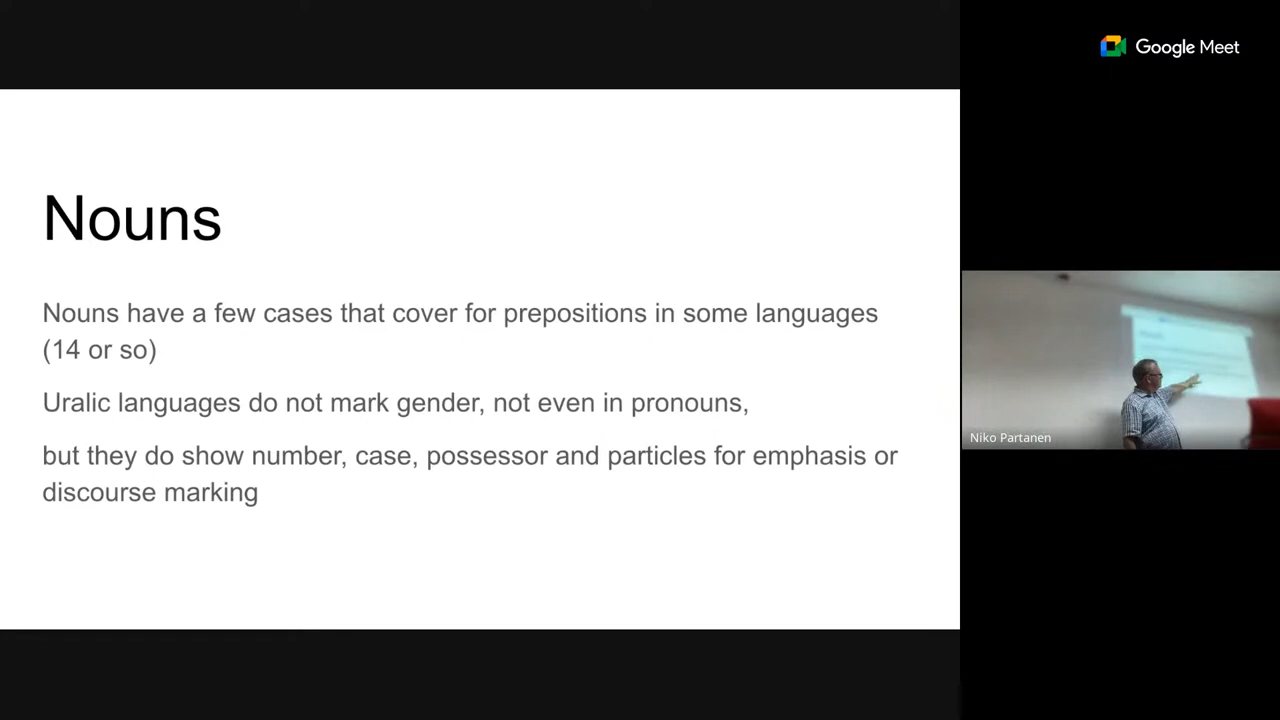 Google Meet
Nouns
Nouns have a few cases that cover for prepositions in some languages
(14 or so)
Uralic languages do not mark gender, not even in pronouns,
but they do show number, case, possessor and particles for emphasis or
discourse marking
Niko Partanen